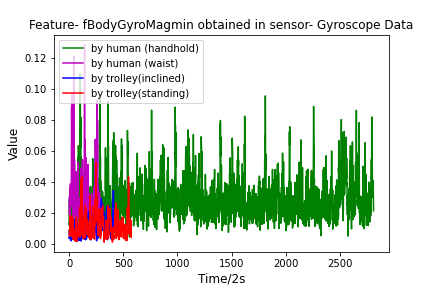 Feature- fBodyGyroMagmin obtained in sensor- Gyroscope Data
by human (handhold)
by human (waist)
by trolley(inclined)
by trolley(standing)
Value
0.12
0.10
0.08
0.06
0.04
0.02
0.00
0 500 1000 1500 2000 2500
Time/2s